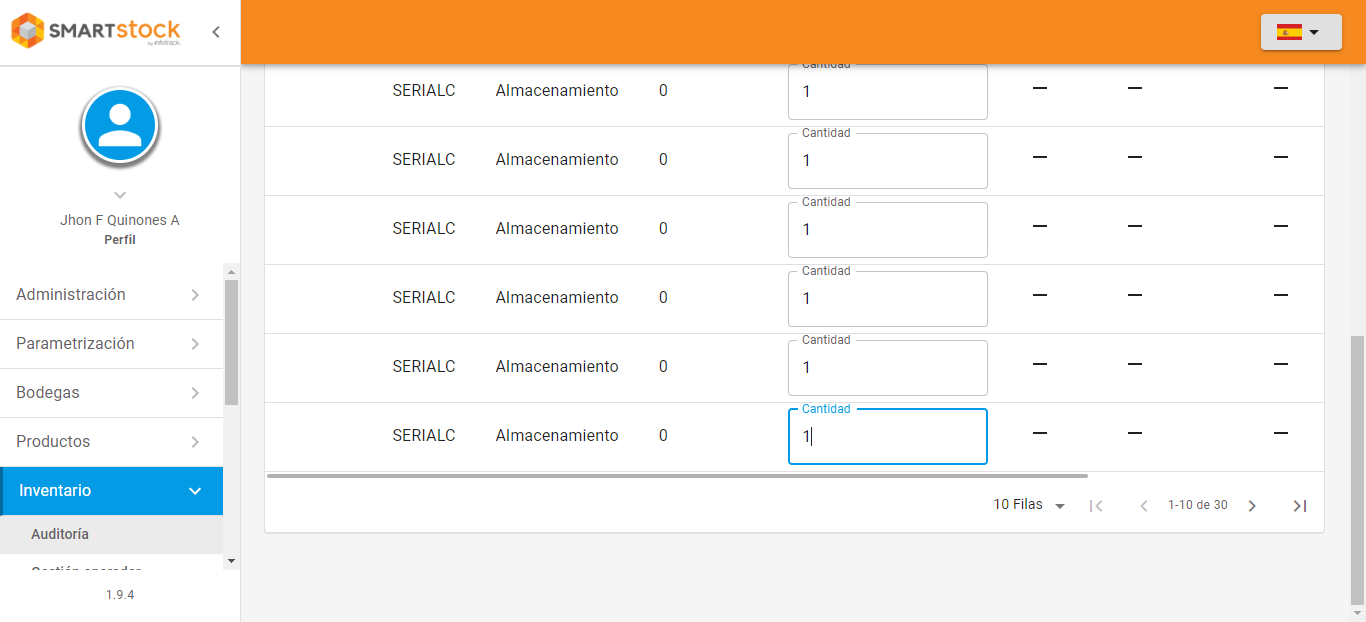 SMARTstock
by infotrack.
Jhon F Quinones A
Perfil
Administración
Parametrización
Bodegas
Productos
Inventario
Auditoría
Gestión operador
1.9.4
Cantidad
SERIALC Almacenamiento 0 1 — — —
Cantidad
SERIALC Almacenamiento 0 1 — — —
Cantidad
SERIALC Almacenamiento 0 1 — — —
Cantidad
SERIALC Almacenamiento 0 1 — — —
Cantidad
SERIALC Almacenamiento 0 1 — — —
Cantidad
SERIALC Almacenamiento 0 1 — — —
10 Filas 1-10 de 30